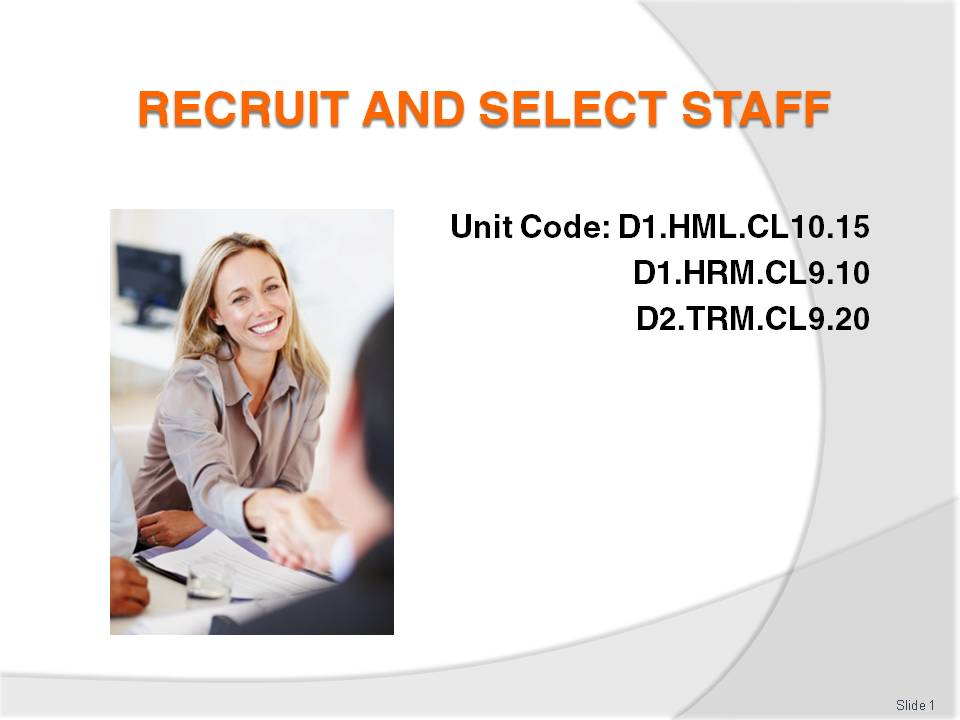 RECRUIT AND SELECT STAFF
Unit Code: D1.HML.CL10.15
D1.HRM.CL9.10
D2.TRM.CL9.20
Slide 1